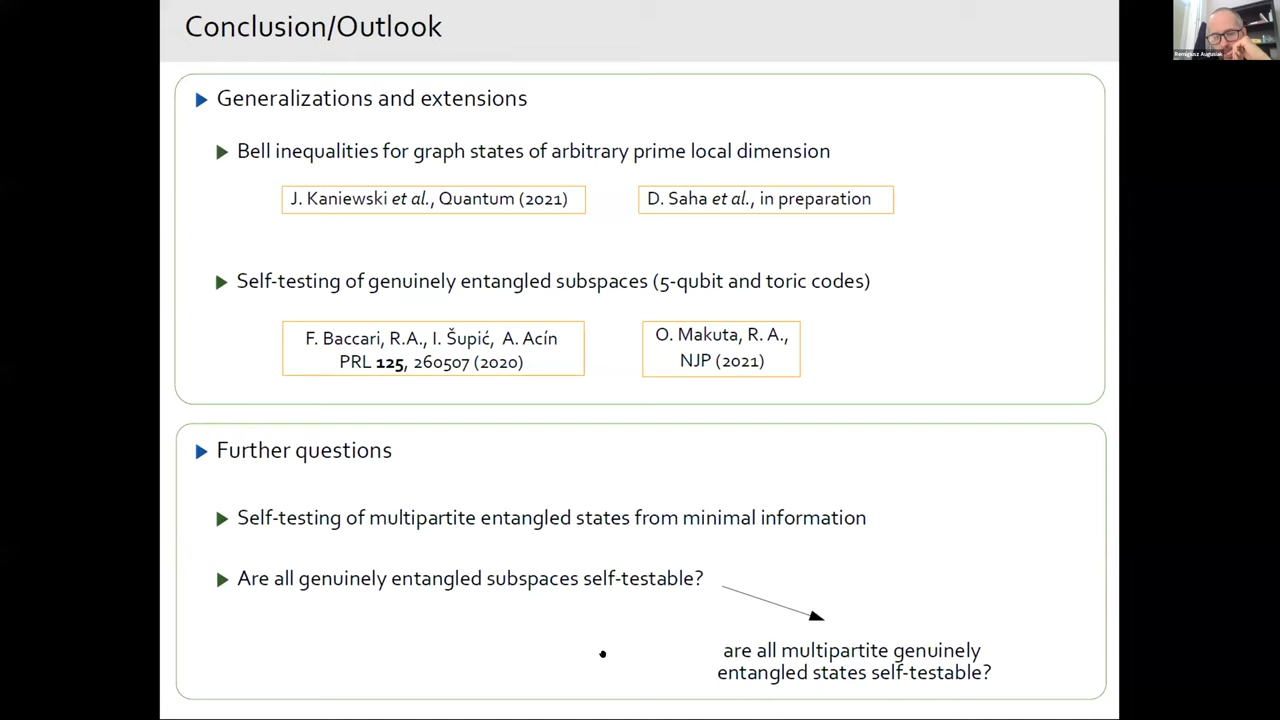 Conclusion/Outlook
Remigiusz Augusiak
Generalizations and extensions
Bell inequalities for graph states of arbitrary prime local dimension
J. Kaniewski et al., Quantum (2021)
D. Saha et al., in preparation
Self-testing of genuinely entangled subspaces (5-qubit and toric codes)
F. Baccari, R.A., I. Šupić, A. Acín
PRL 125, 260507 (2020)
O. Makuta, R. A.,
NJP (2021)
Further questions
Self-testing of multipartite entangled states from minimal information
Are all genuinely entangled subspaces self-testable?
are all multipartite genuinely
entangled states self-testable?